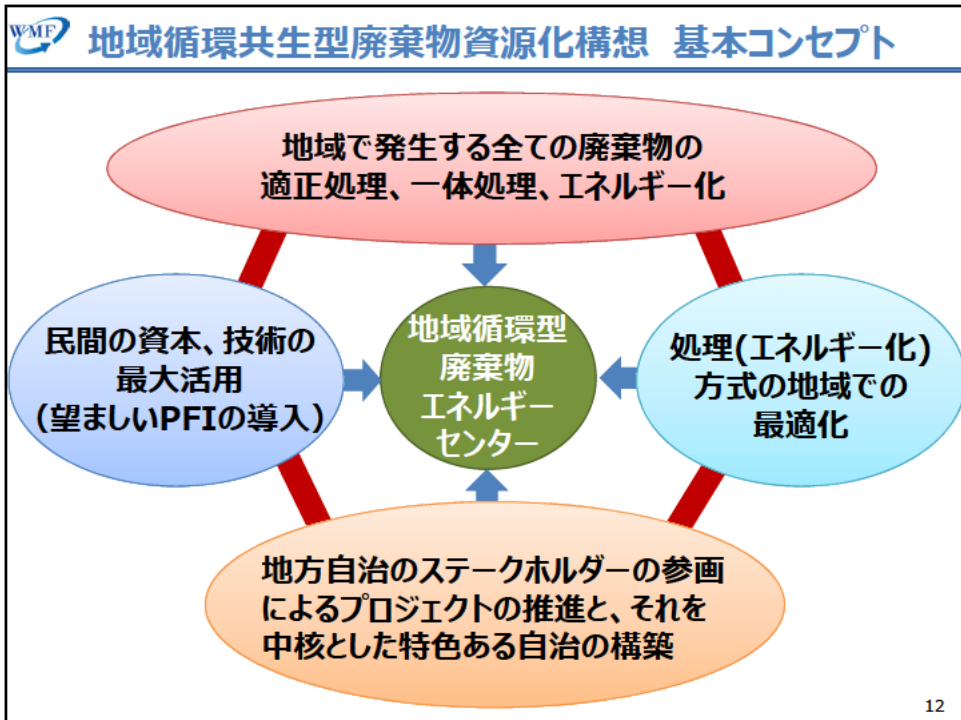 WMF 地域循環共生型廃棄物資源化構想 基本コンセプト
地域で発生する全ての廃棄物の
適正処理、一体処理、エネルギー化
民間の資本、技術の
最大活用
(望ましいPFIの導入)
地域循環型
廃棄物
エネルギー
センター
処理(エネルギー化)
方式の地域での
最適化
地方自治のステークホルダーの参画
によるプロジェクトの推進と、それを
中核とした特色ある自治の構築
12